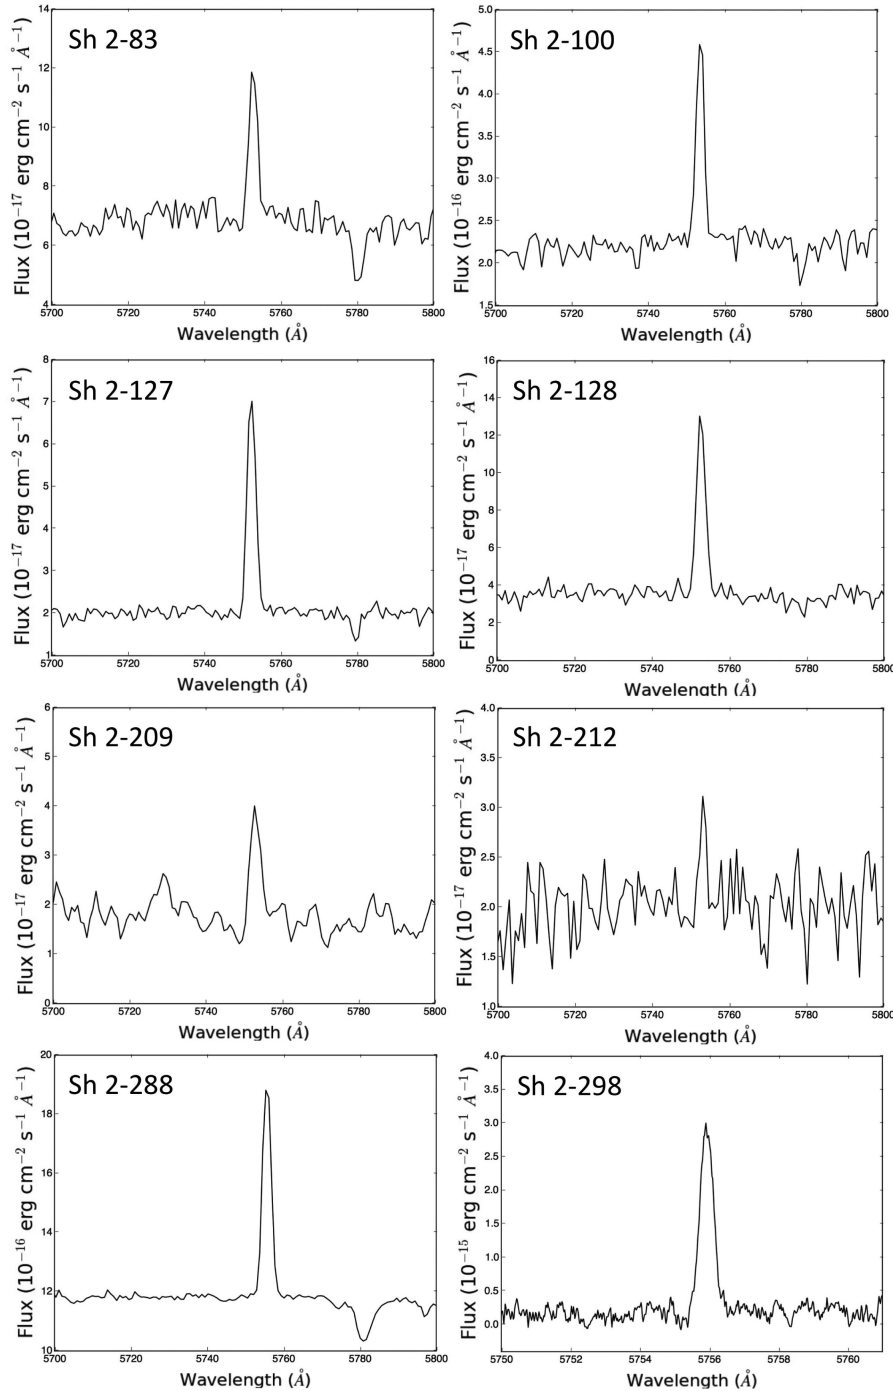 Sh 2-83
Flux (10⁻¹⁷ erg cm⁻² s⁻¹ Å⁻¹)
14
12
10
8
6
4
5700 5720 5740 5760 5780 5800
Wavelength (Å)
Sh 2-100
Flux (10⁻¹⁶ erg cm⁻² s⁻¹ Å⁻¹)
5.0
4.5
4.0
3.5
3.0
2.5
2.0
1.5
5700 5720 5740 5760 5780 5800
Wavelength (Å)
Sh 2-127
Flux (10⁻¹⁷ erg cm⁻² s⁻¹ Å⁻¹)
8
7
6
5
4
3
2
1
5700 5720 5740 5760 5780 5800
Wavelength (Å)
Sh 2-128
Flux (10⁻¹⁷ erg cm⁻² s⁻¹ Å⁻¹)
16
14
12
10
8
6
4
2
0
5700 5720 5740 5760 5780 5800
Wavelength (Å)
Sh 2-209
Flux (10⁻¹⁷ erg cm⁻² s⁻¹ Å⁻¹)
6
5
4
3
2
1
0
5700 5720 5740 5760 5780 5800
Wavelength (Å)
Sh 2-212
Flux (10⁻¹⁷ erg cm⁻² s⁻¹ Å⁻¹)
4.0
3.5
3.0
2.5
2.0
1.5
1.0
5700 5720 5740 5760 5780 5800
Wavelength (Å)
Sh 2-288
Flux (10⁻¹⁶ erg cm⁻² s⁻¹ Å⁻¹)
20
18
16
14
12
10
5700 5720 5740 5760 5780 5800
Wavelength (Å)
Sh 2-298
Flux (10⁻¹⁵ erg cm⁻² s⁻¹ Å⁻¹)
4.0
3.5
3.0
2.5
2.0
1.5
1.0
0.5
0.0
5750 5752 5754 5756 5758 5760
Wavelength (Å)